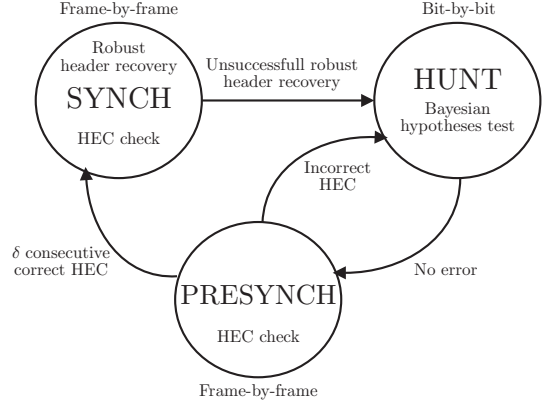 Frame-by-frame
Robust
header recovery
SYNCH
HEC check
Unsuccessfull robust
header recovery
Bit-by-bit
HUNT
Bayesian
hypotheses test
Incorrect
HEC
δ consecutive
correct HEC
No error
PRESYNCH
HEC check
Frame-by-frame